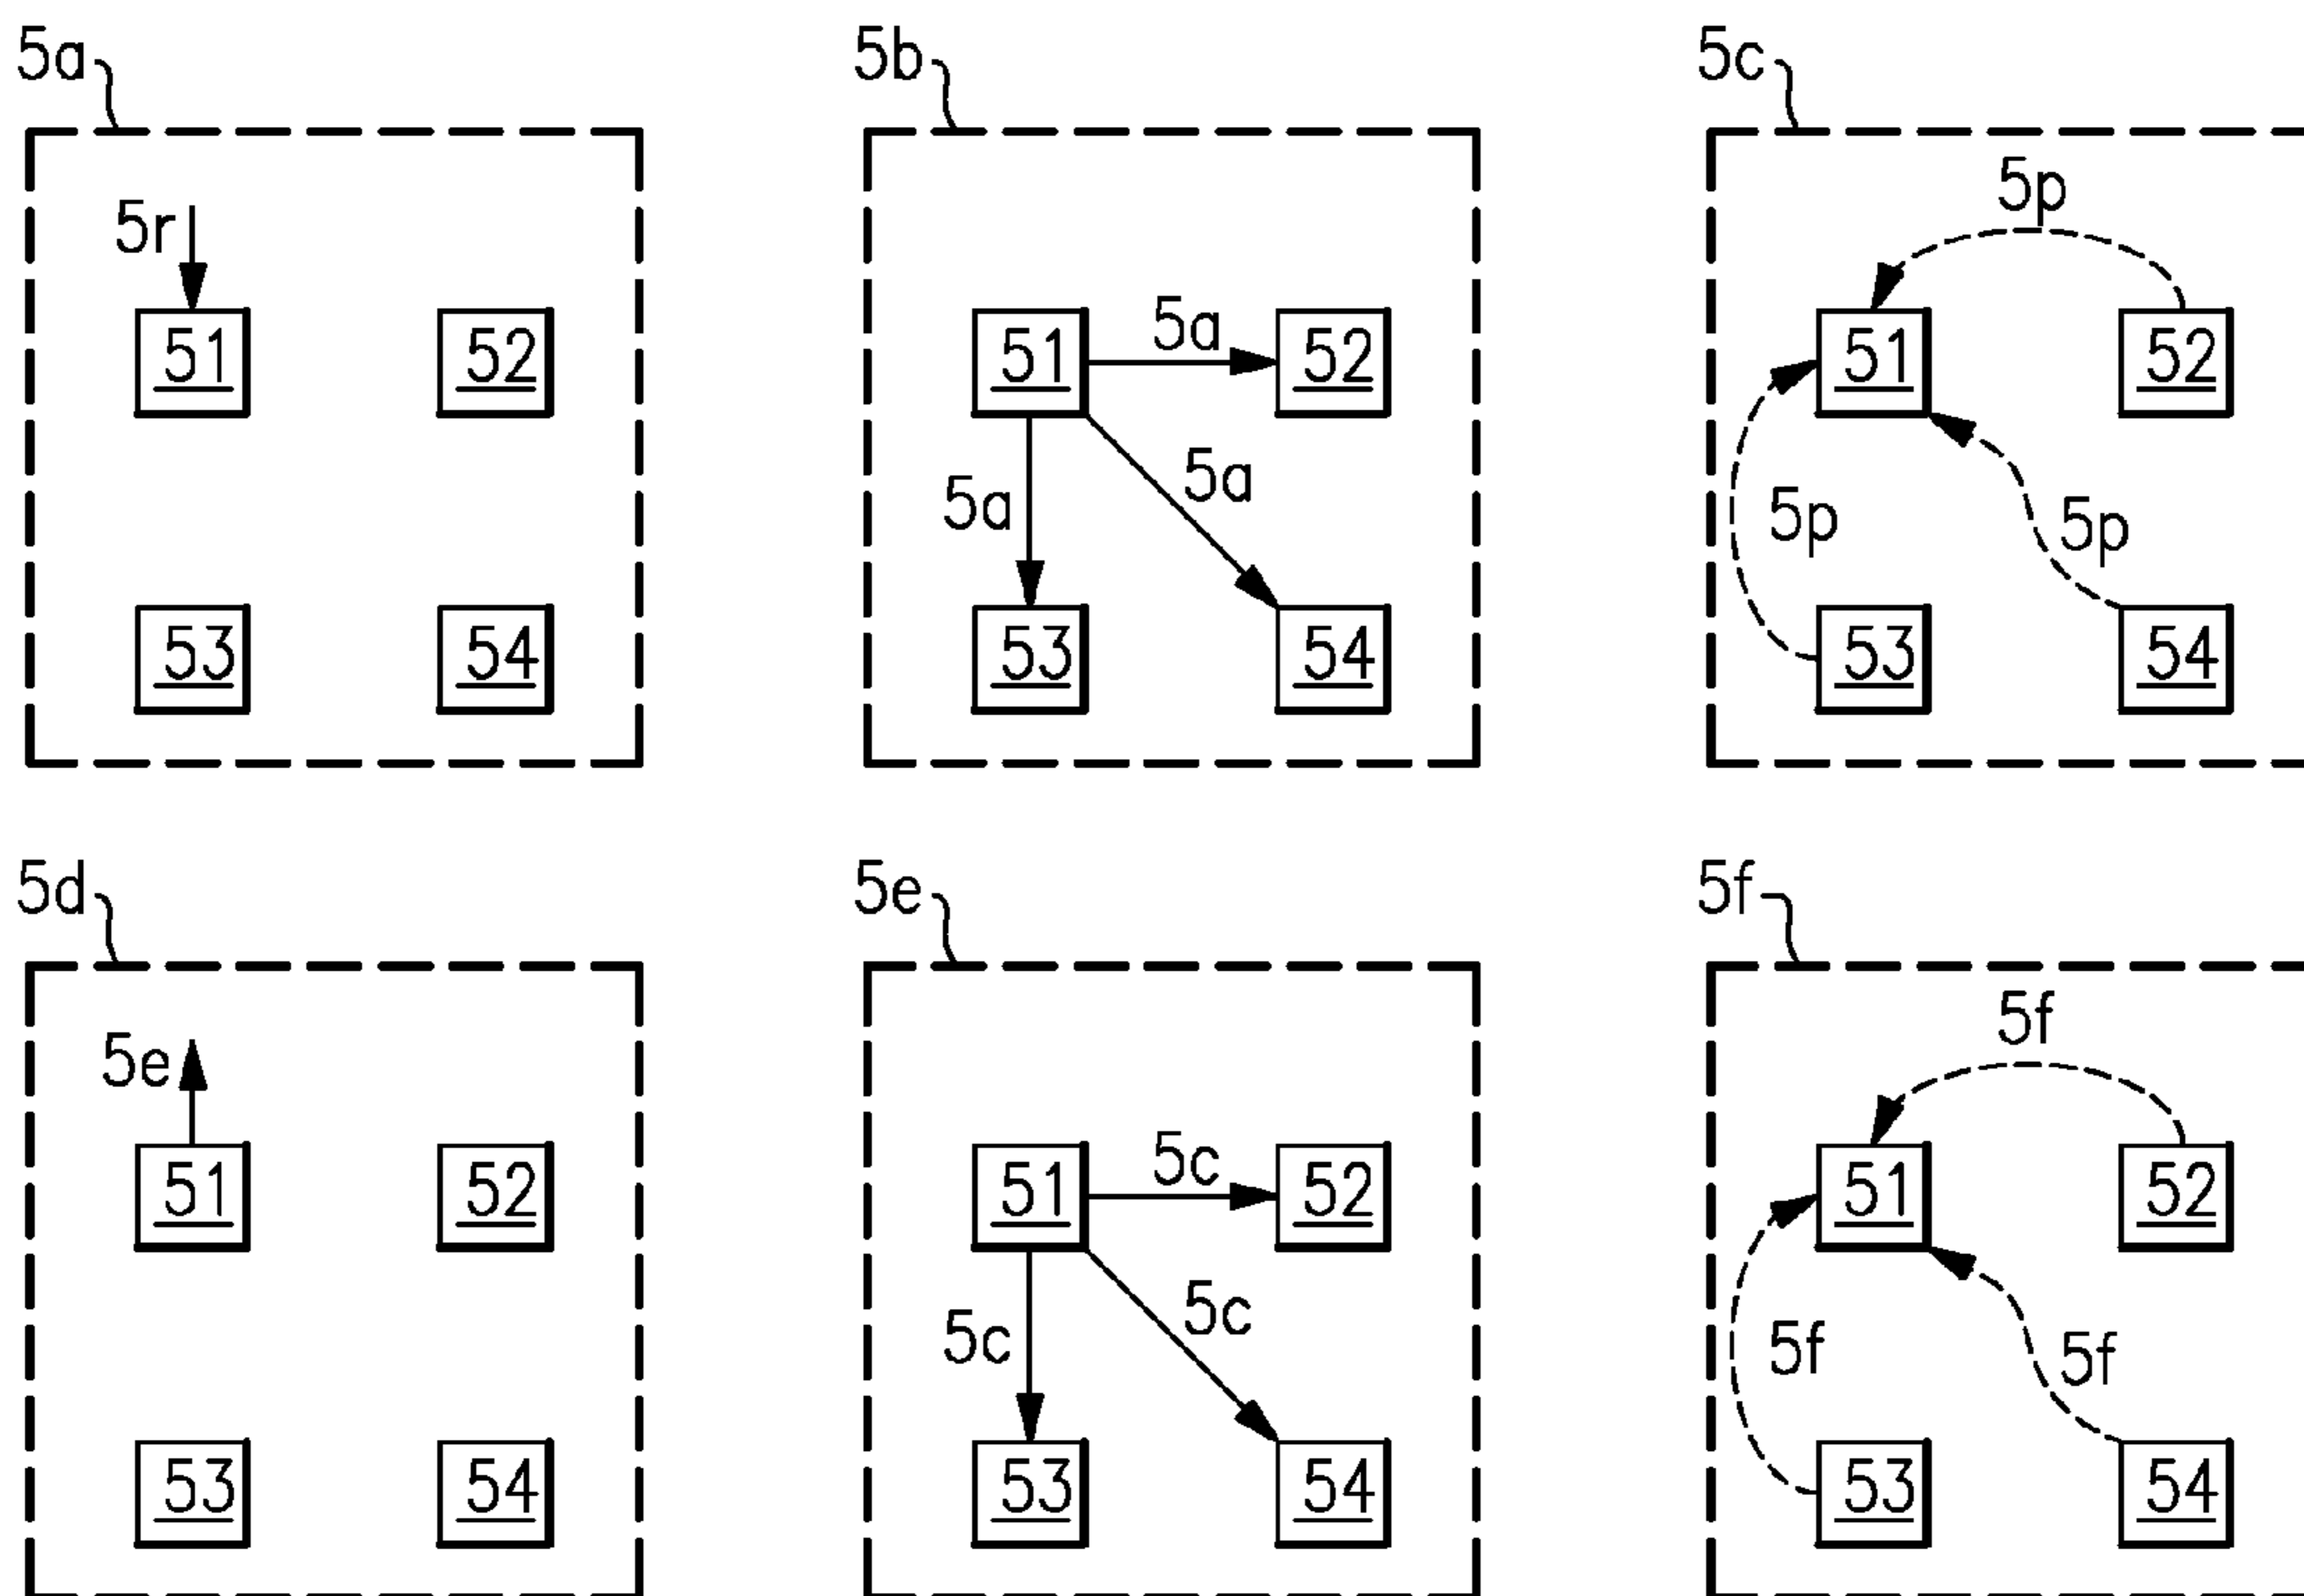 5a 5b 5c
5p
5r
51 52 51 5a 52 51 52
5a 5a 5p 5p
53 54 53 54 53 54
5d 5e 5f
5f
5e
51 52 51 5c 52 51 52
5c 5c 5f 5f
53 54 53 54 53 54